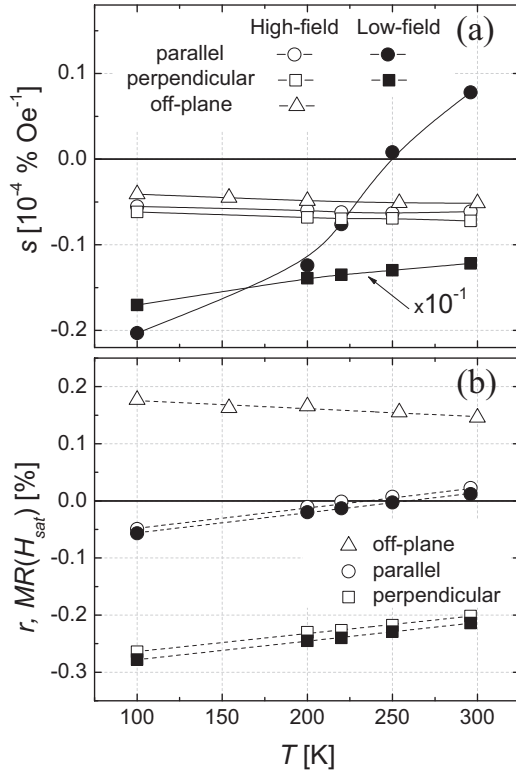 High-field Low-field
(a)
parallel
perpendicular
off-plane
0.1
0.0
-0.1
-0.2
s [10⁻⁴ % Oe⁻¹]
x10⁻¹
(b)
0.2
0.1
0.0
-0.1
-0.2
-0.3
r, MR(H_sat) [%]
off-plane
parallel
perpendicular
100 150 200 250 300
T [K]